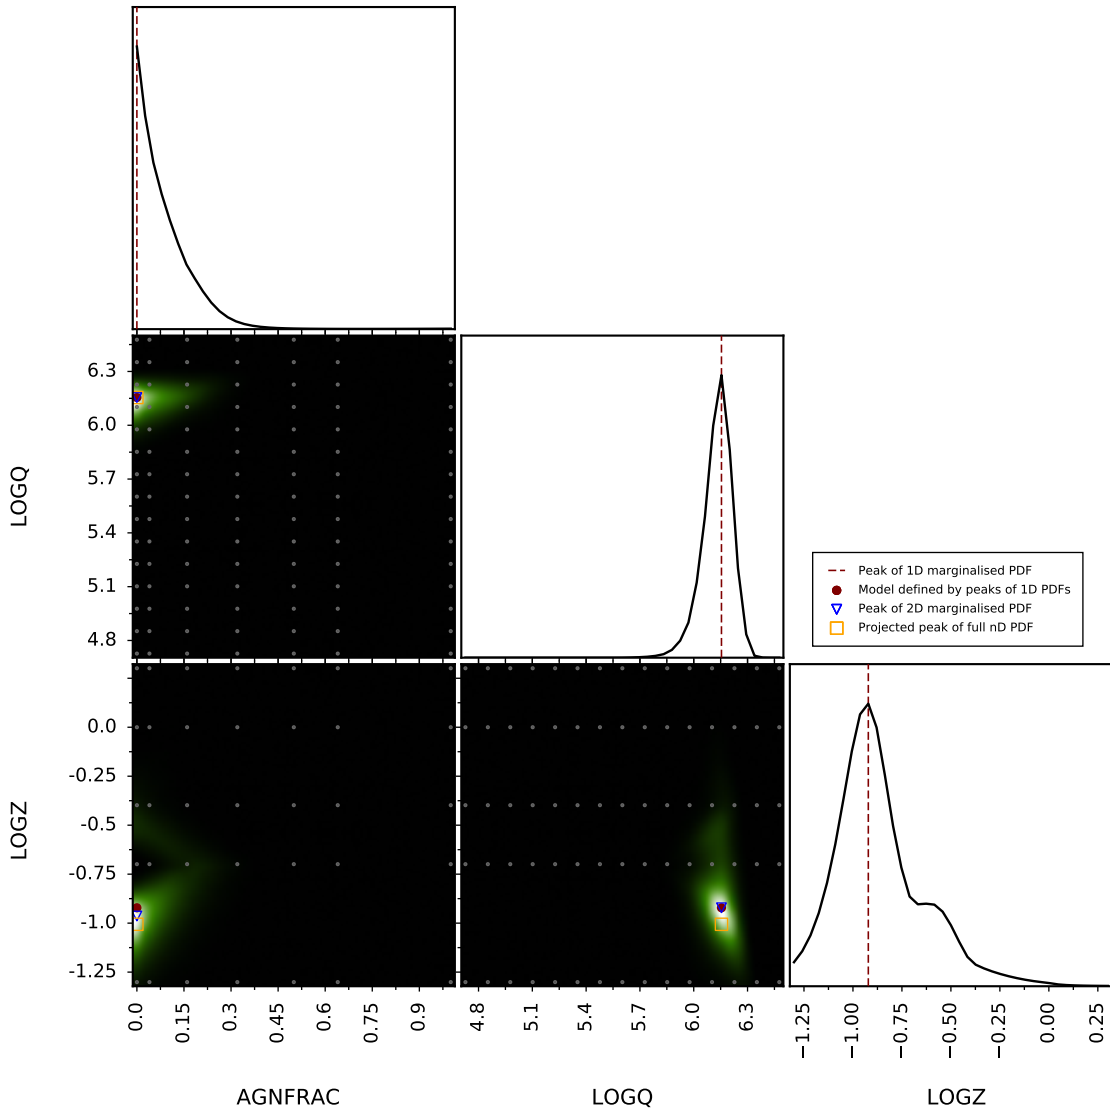 LOGQ
6.3
6.0
5.7
5.4
5.1
4.8
Peak of 1D marginalised PDF
Model defined by peaks of 1D PDFs
Peak of 2D marginalised PDF
Projected peak of full nD PDF
LOGZ
0.0
-0.25
-0.5
-0.75
-1.0
-1.25
0.0 0.15 0.3 0.45 0.6 0.75 0.9
4.8 5.1 5.4 5.7 6.0 6.3
−1.25 −1.00 −0.75 −0.50 −0.25 0.00 0.25
AGNFRAC LOGQ LOGZ